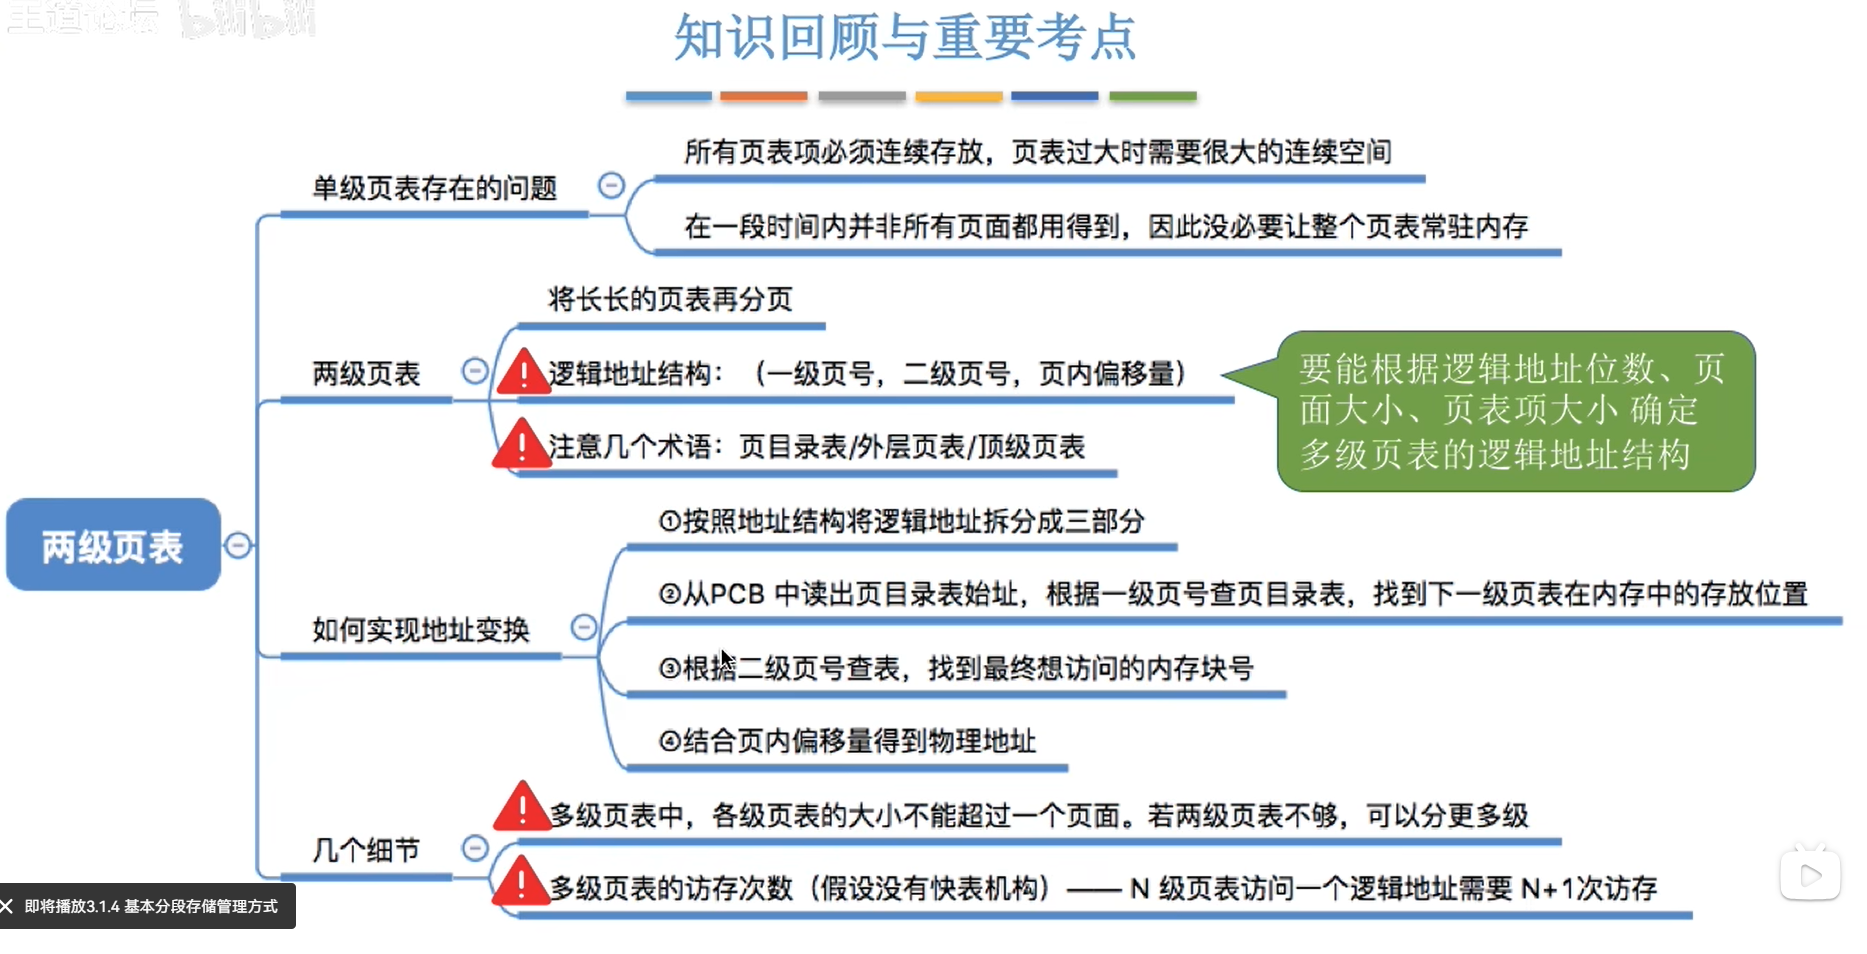 王道论坛 bilibili
知识回顾与重要考点
所有页表项必须连续存放，页表过大时需要很大的连续空间
单级页表存在的问题
在一段时间内并非所有页面都用得到，因此没必要让整个页表常驻内存
将长长的页表再分页
两级页表
逻辑地址结构：（一级页号，二级页号，页内偏移量）
要能根据逻辑地址位数、页
面大小、页表项大小 确定
多级页表的逻辑地址结构
注意几个术语：页目录表/外层页表/顶级页表
两级页表
①按照地址结构将逻辑地址拆分成三部分
②从PCB 中读出页目录表始址，根据一级页号查页目录表，找到下一级页表在内存中的存放位置
如何实现地址变换
③根据二级页号查表，找到最终想访问的内存块号
④结合页内偏移量得到物理地址
多级页表中，各级页表的大小不能超过一个页面。若两级页表不够，可以分更多级
几个细节
多级页表的访存次数（假设没有快表机构）—— N 级页表访问一个逻辑地址需要 N+1次访存
即将播放3.1.4 基本分段存储管理方式